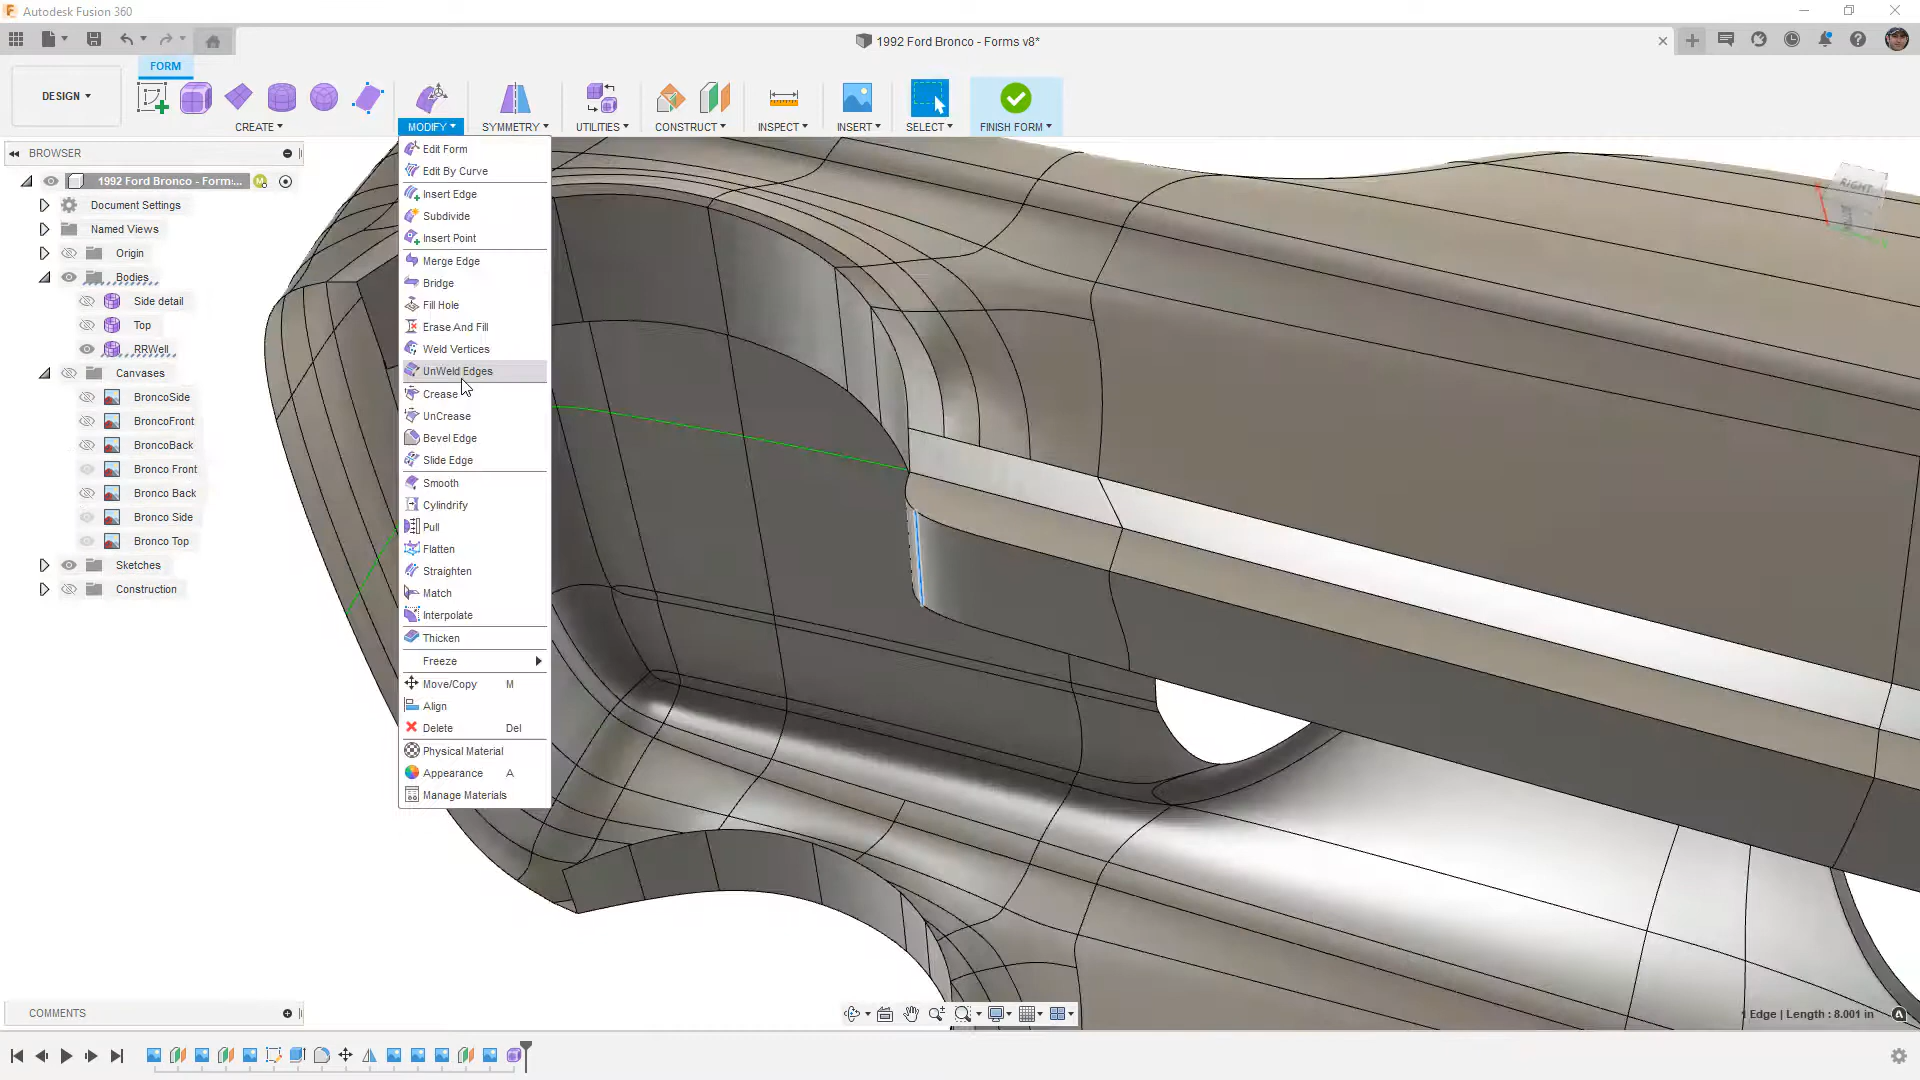 Autodesk Fusion 360
1992 Ford Bronco - Forms v8*
FORM
DESIGN
CREATE
MODIFY
SYMMETRY
UTILITIES
CONSTRUCT
INSPECT
INSERT
SELECT
FINISH FORM
BROWSER
1992 Ford Bronco - Form:...
Document Settings
Named Views
Origin
Bodies
Side detail
Top
RRWell
Canvases
BroncoSide
BroncoFront
BroncoBack
Bronco Front
Bronco Back
Bronco Side
Bronco Top
Sketches
Construction
Edit Form
Edit By Curve
Insert Edge
Subdivide
Insert Point
Merge Edge
Bridge
Fill Hole
Erase And Fill
Weld Vertices
UnWeld Edges
Crease
UnCrease
Bevel Edge
Slide Edge
Smooth
Cylindrify
Pull
Flatten
Straighten
Match
Interpolate
Thicken
Freeze
Move/Copy M
Align
Delete Del
Physical Material
Appearance A
Manage Materials
RIGHT
COMMENTS
1 Edge | Length : 8.001 in